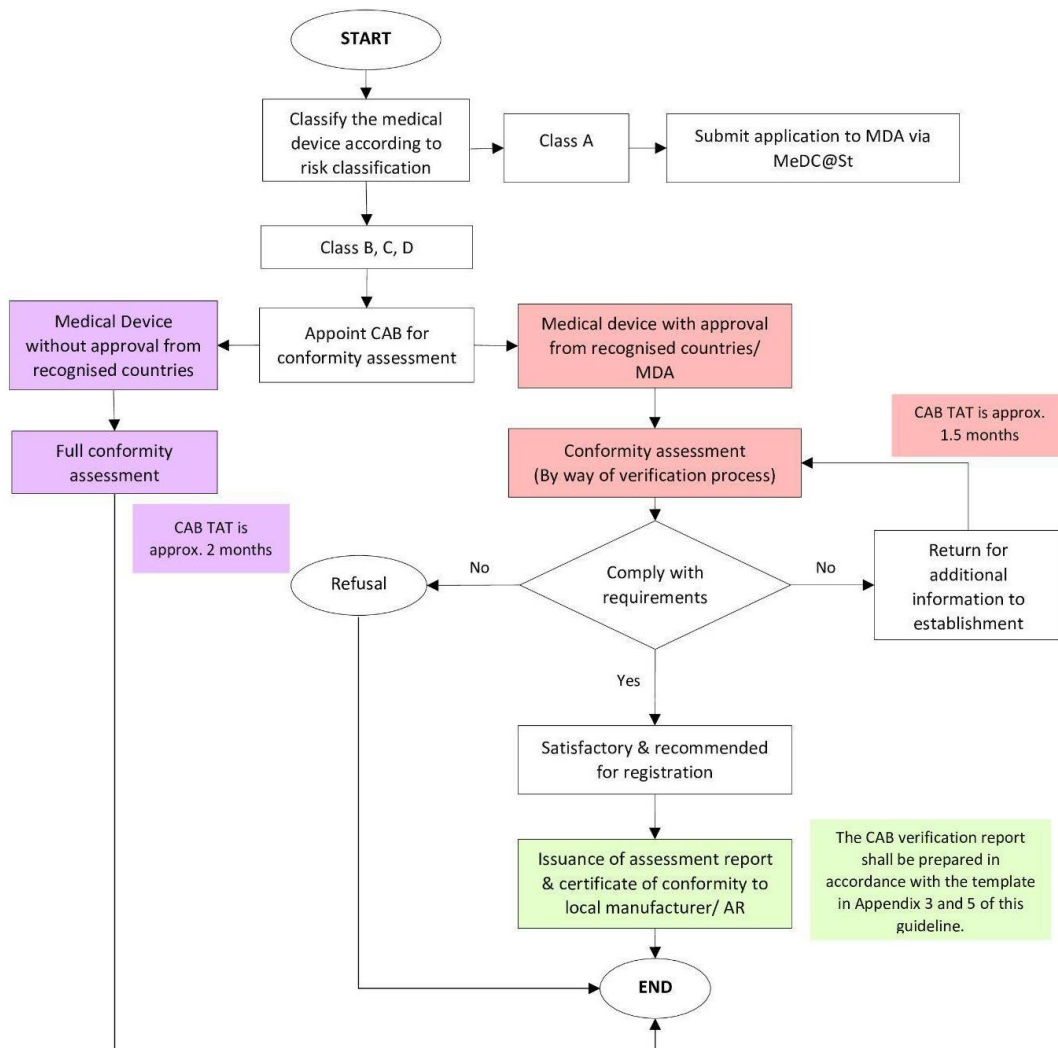 START
Classify the medical
device according to
risk classification
Class A
Submit application to MDA via
MeDC@St
Class B, C, D
Medical Device
without approval from
recognised countries
Appoint CAB for
conformity assessment
Medical device with approval
from recognised countries/
MDA
CAB TAT is approx.
1.5 months
Full conformity
assessment
Conformity assessment
(By way of verification process)
CAB TAT is
approx. 2 months
Refusal
No
Comply with
requirements
No
Return for
additional
information to
establishment
Yes
Satisfactory & recommended
for registration
Issuance of assessment report
& certificate of conformity to
local manufacturer/ AR
The CAB verification report
shall be prepared in
accordance with the template
in Appendix 3 and 5 of this
guideline.
END